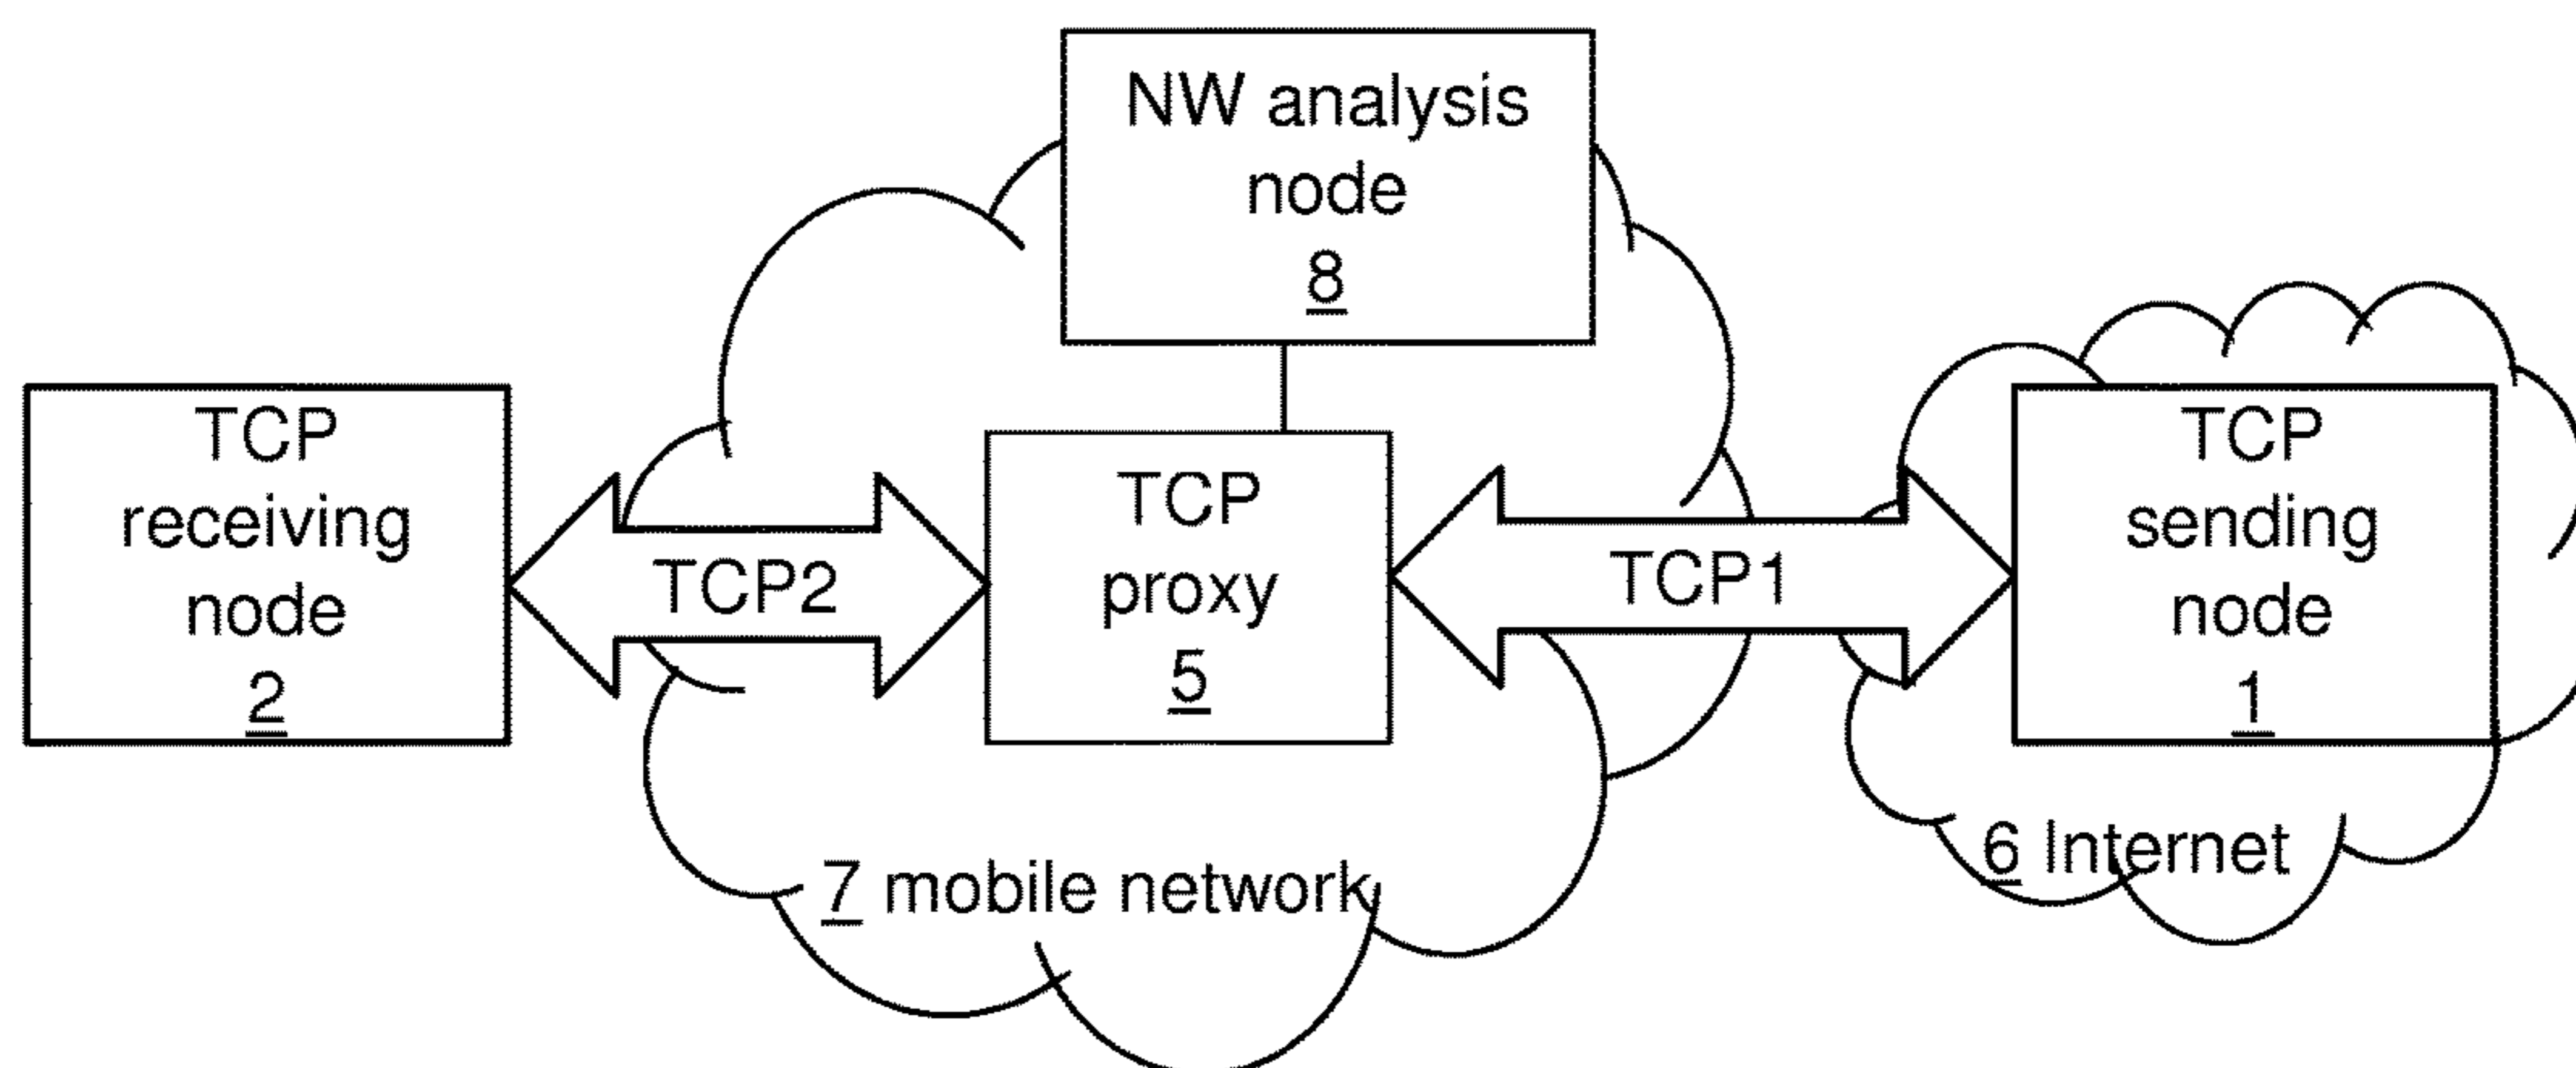 NW analysis
node
8
TCP
receiving
node
2
TCP2
TCP
proxy
5
TCP1
TCP
sending
node
1
7 mobile network
6 Internet